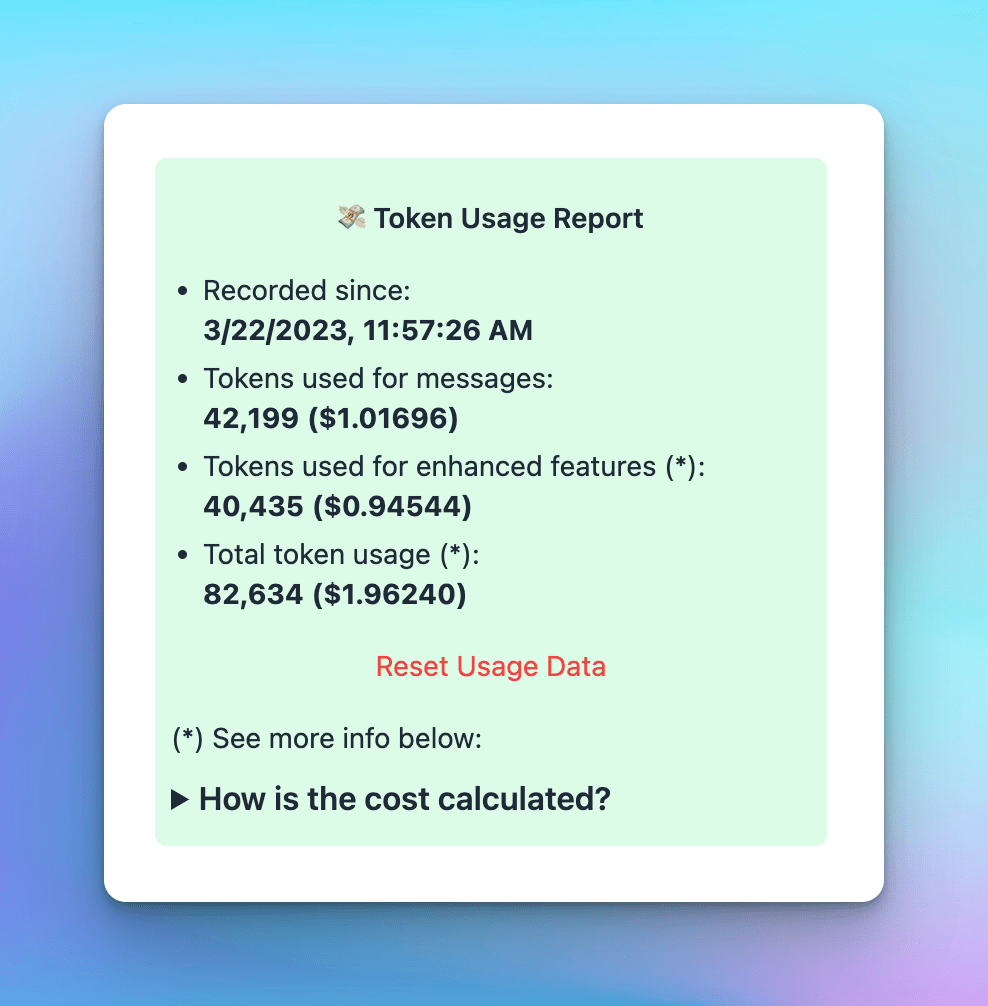 💸 Token Usage Report
• Recorded since:
3/22/2023, 11:57:26 AM
• Tokens used for messages:
42,199 ($1.01696)
• Tokens used for enhanced features (*):
40,435 ($0.94544)
• Total token usage (*):
82,634 ($1.96240)
Reset Usage Data
(*) See more info below:
▶ How is the cost calculated?